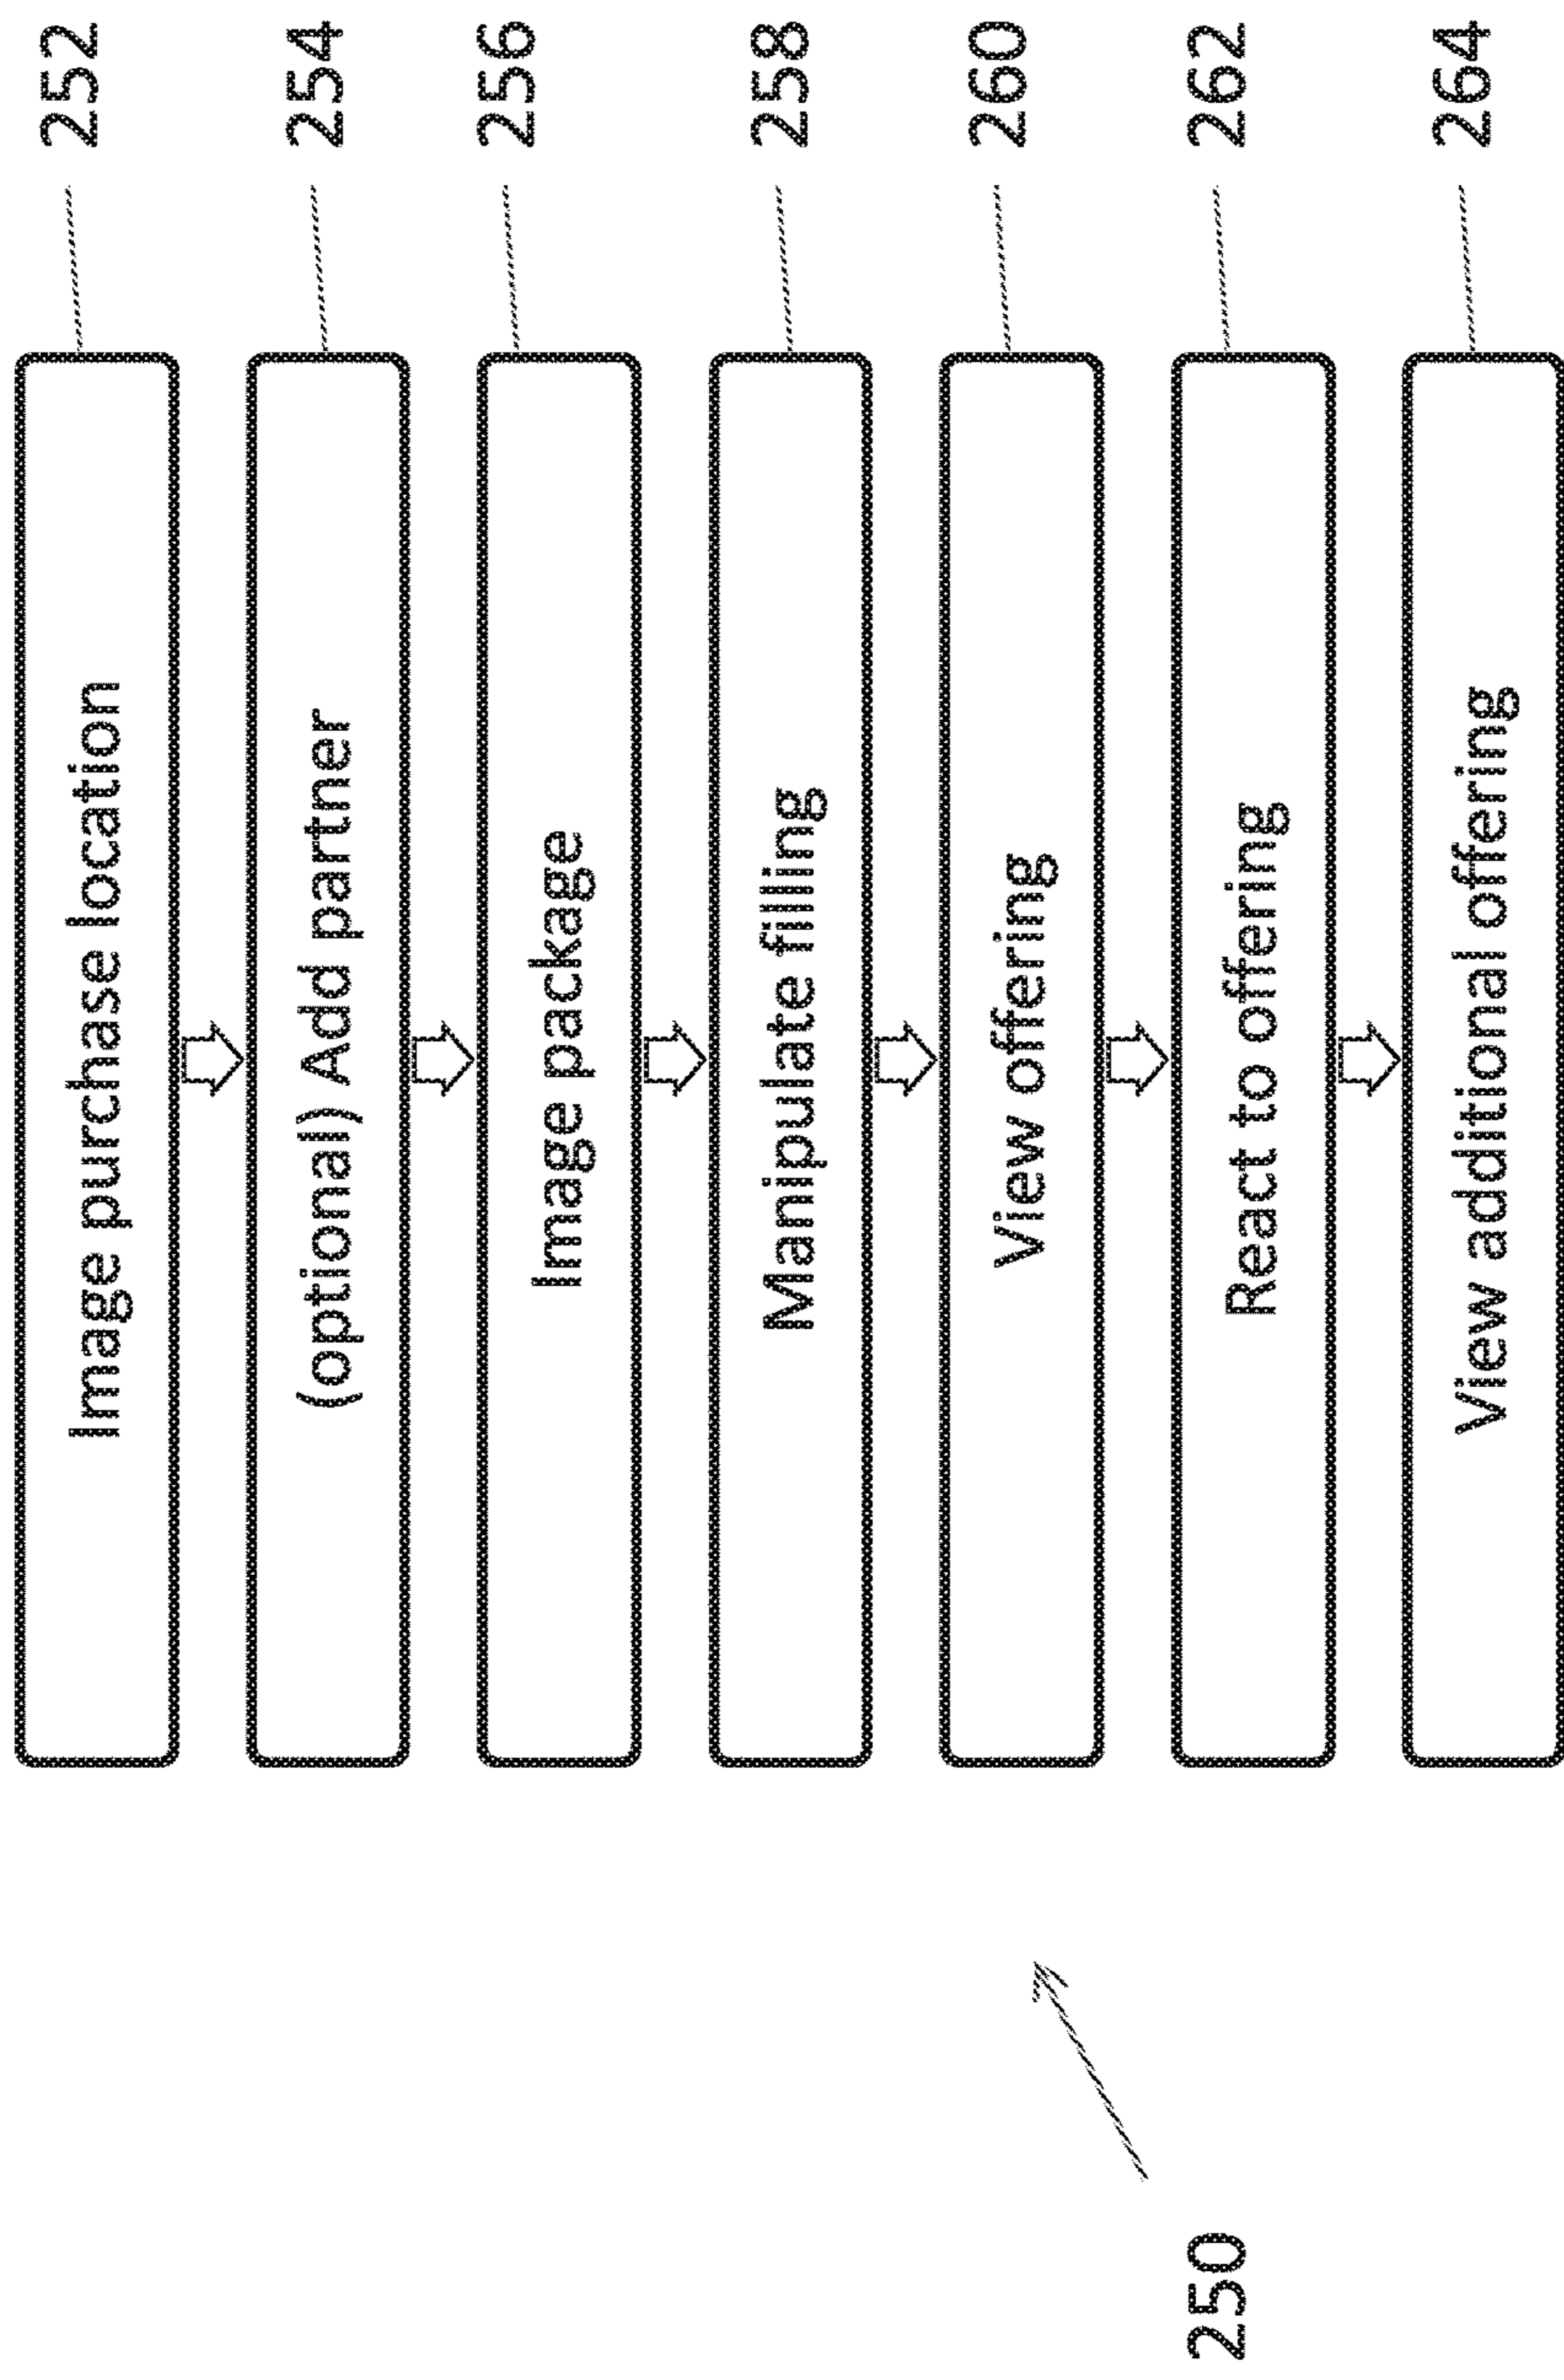 Image purchase location
252
(optional) Add partner
254
Image package
256
Manipulate filling
258
View offering
260
React to offering
262
View additional offering
264
250